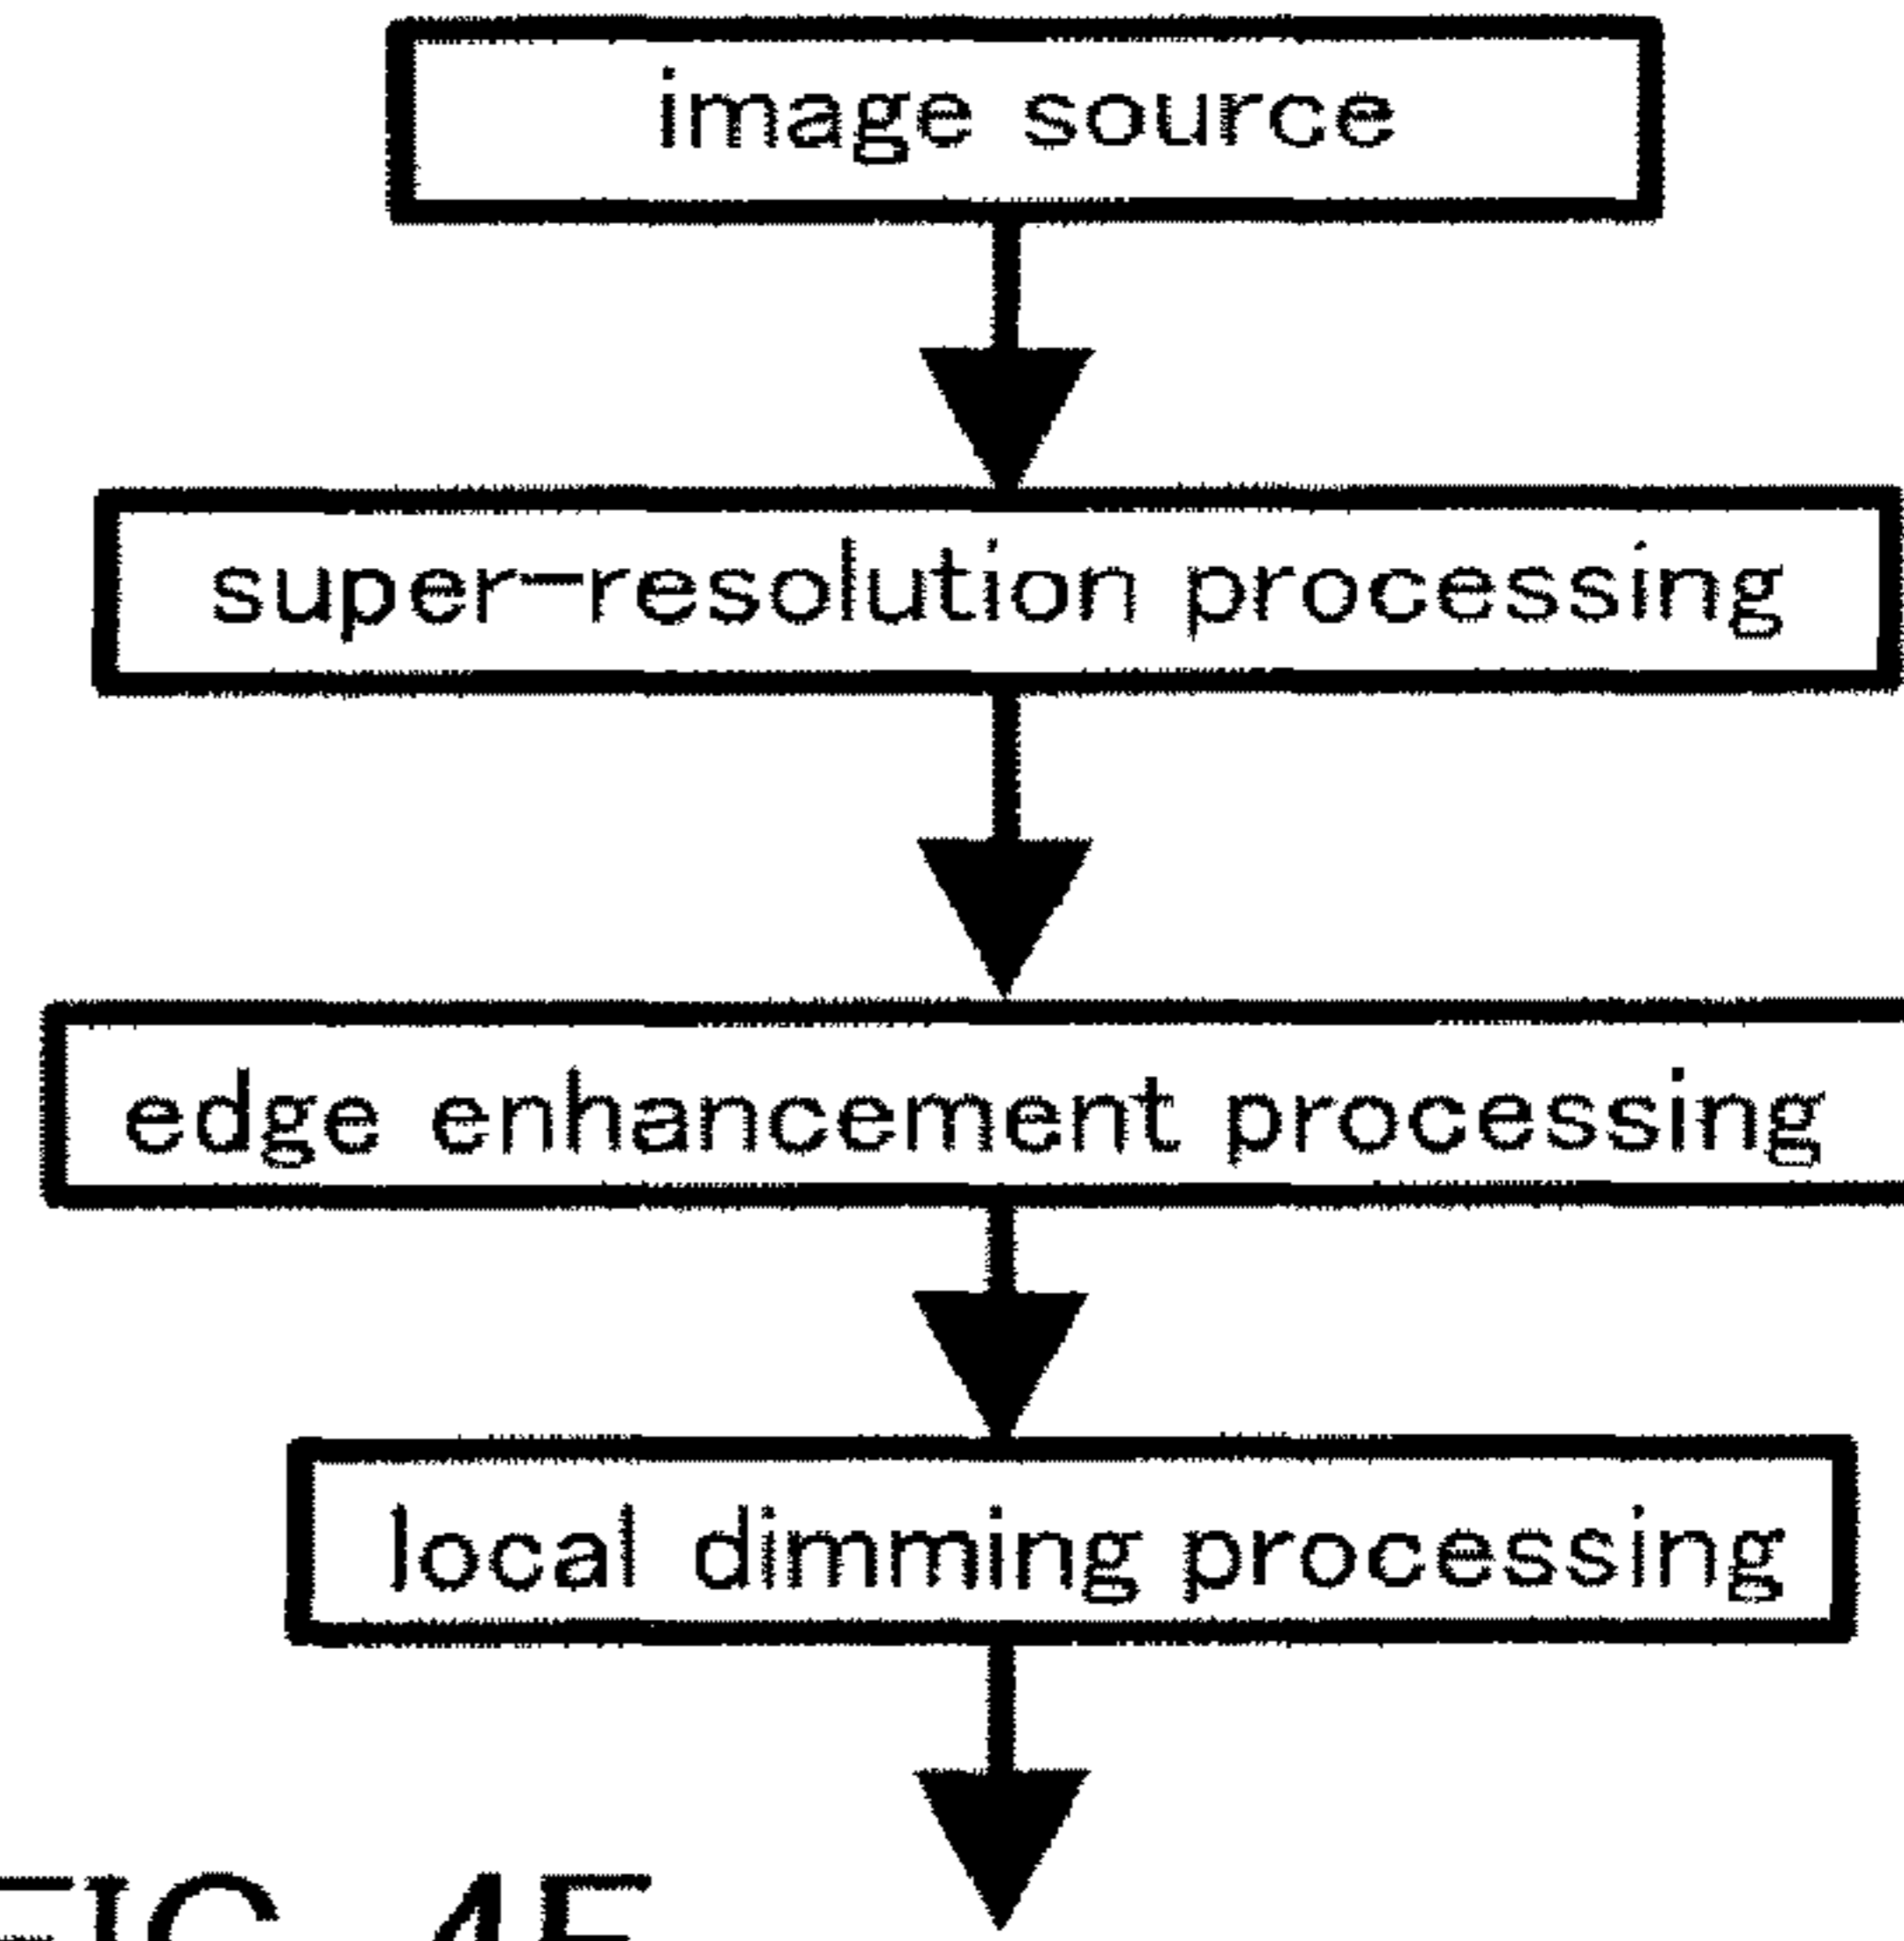 image source
super-resolution processing
edge enhancement processing
local dimming processing